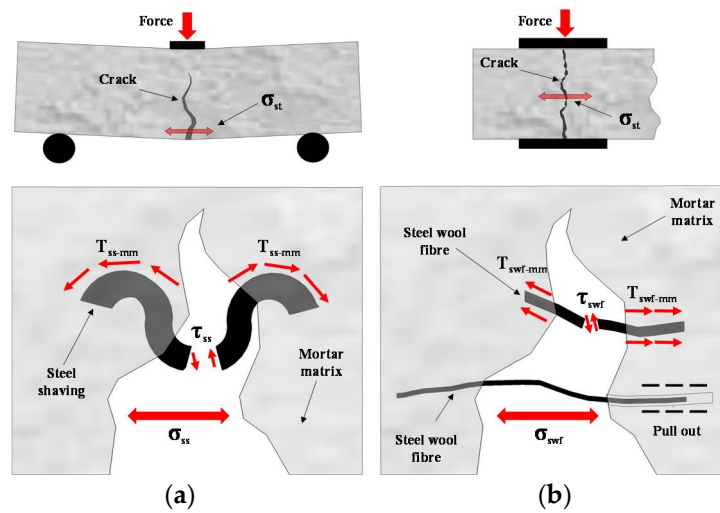 Force
Crack
σst
Force
Crack
σst
Tss-mm
Tss-mm
τss
Steel
shaving
Mortar
matrix
σss
Steel wool
fibre
Mortar
matrix
Tswf-mm
Tswf-mm
τswf
Steel wool
fibre
σswf
Pull out
(a)
(b)